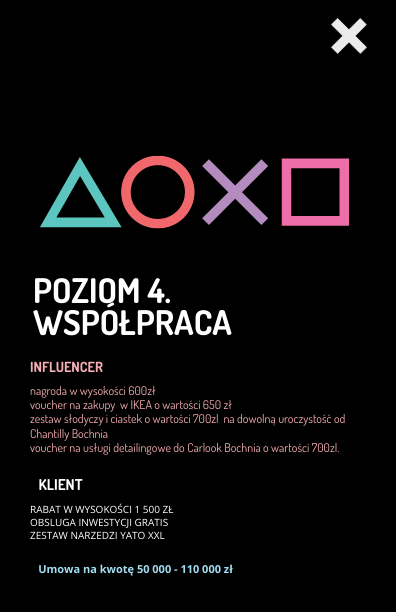 POZIOM 4.
WSPÓŁPRACA
INFLUENCER
nagroda w wysokości 600zł
voucher na zakupy w IKEA o wartości 650 zł
zestaw słodyczy i ciastek o wartości 700zl na dowolną uroczystość od
Chantilly Bochnia
voucher na usługi detailingowe do Carlook Bochnia o wartości 700zl.
KLIENT
RABAT W WYSOKOŚCI 1 500 ZŁ
OBSLUGA INWESTYCJI GRATIS
ZESTAW NARZEDZI YATO XXL
Umowa na kwotę 50 000 - 110 000 zł